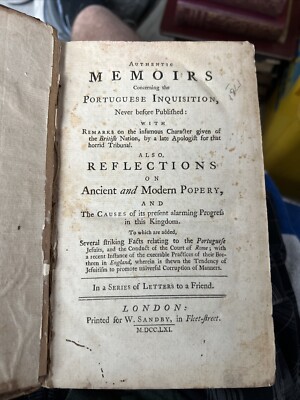 AUTHENTIC
MEMOIRS
Concerning the
PORTUGUESE INQUISITION,
Never before Published:
WITH
REMARKS on the infamous Character given of
the British Nation, by a late Apologist for that
horrid Tribunal.
ALSO,
REFLECTIONS
ON
Ancient and Modern POPERY,
AND
The CAUSES of its present alarming Progress
in this Kingdom.
To which are added,
Several striking Facts relating to the Portuguese
Jesuits, and the Conduct of the Court of Rome; with
a recent Instance of the execrable Practices of their Bre-
thren in England, wherein is shewn the Tendency of
Jesuitism to promote universal Corruption of Manners.
In a SERIES of LETTERS to a Friend.
LONDON:
Printed for W. SANDBY, in Fleet-street.
M.DCC.LXI.